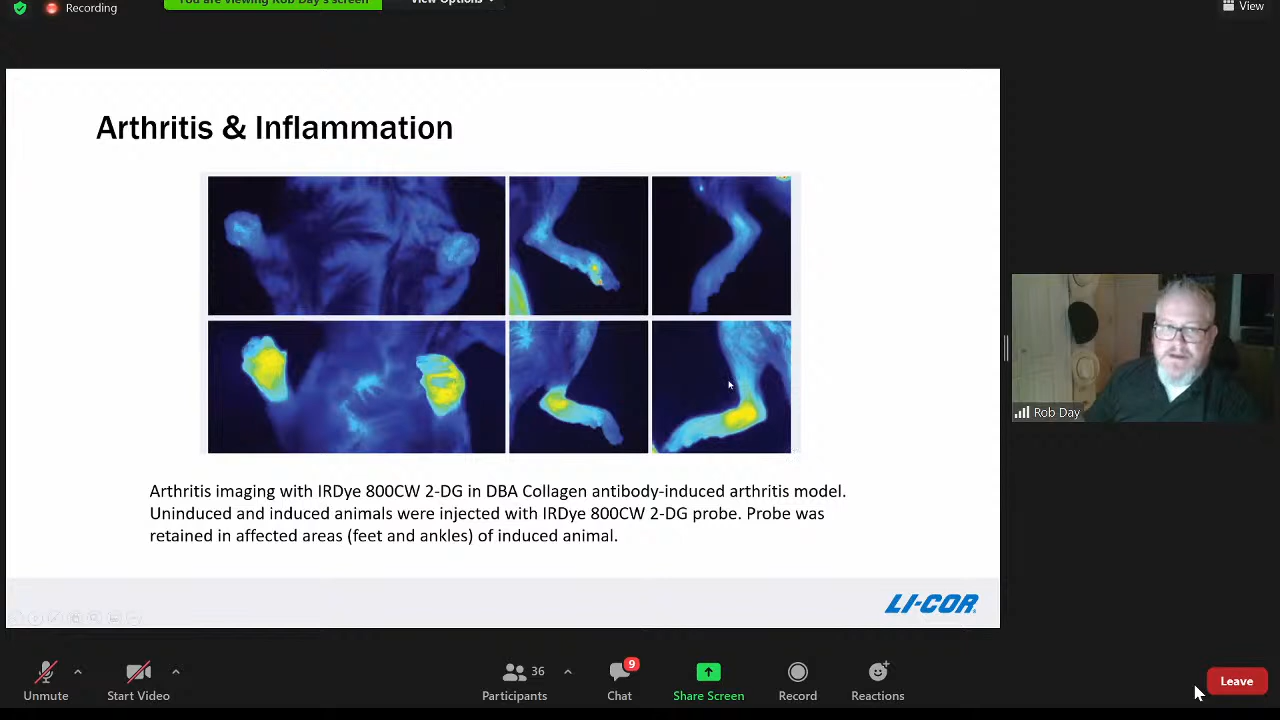 Recording
You are viewing Rob Day's screen
View Options
View
Arthritis & Inflammation
Arthritis imaging with IRDye 800CW 2-DG in DBA Collagen antibody-induced arthritis model.
Uninduced and induced animals were injected with IRDye 800CW 2-DG probe. Probe was
retained in affected areas (feet and ankles) of induced animal.
LI-COR
Rob Day
Unmute
Start Video
36
Participants
9
Chat
Share Screen
Record
Reactions
Leave